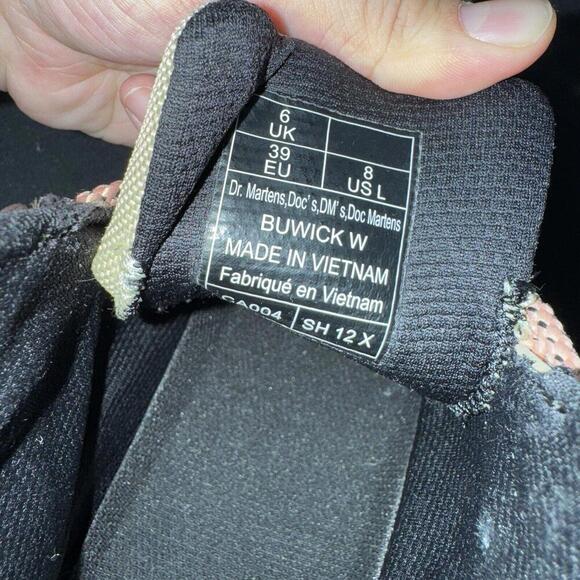 6
UK
39
EU
8
US L
Dr. Martens,Doc's,DM's,Doc Martens
BUWICK W
MADE IN VIETNAM
Fabriqué en Vietnam
GA004 SH 12 X